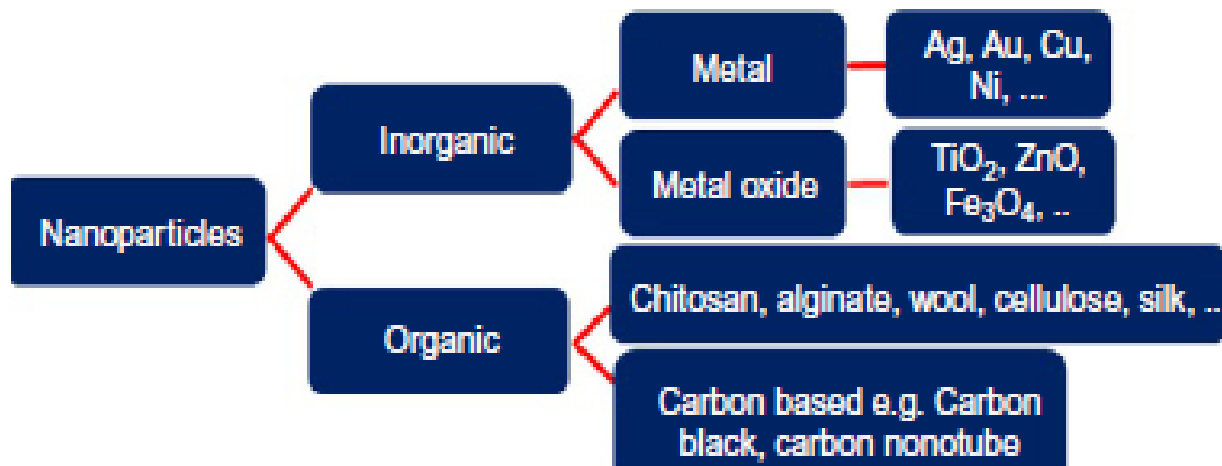 Nanoparticles
Inorganic
Metal
Ag, Au, Cu,
Ni, ...
Metal oxide
TiO₂, ZnO,
Fe₃O₄, ..
Organic
Chitosan, alginate, wool, cellulose, silk, ..
Carbon based e.g. Carbon
black, carbon nonotube